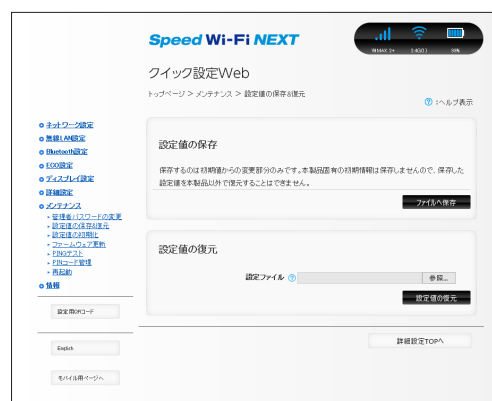 Speed Wi-Fi NEXT
WiMAX 2+
2.4G(1)
99%
クイック設定Web
トップページ > メンテナンス > 設定値の保存&復元
? :ヘルプ表示
ネットワーク設定
無線LAN設定
Bluetooth設定
ECO設定
ディスプレイ設定
詳細設定
メンテナンス
管理者パスワードの変更
設定値の保存&復元
設定値の初期化
ファームウェア更新
PINGテスト
PINコード管理
再起動
情報
設定用QRコード
English
モバイル用ページへ
設定値の保存
保存するのは初期値からの変更部分のみです。本製品固有の初期情報は保存しませんので、保存した
設定値を本製品以外で復元することはできません。
ファイルへ保存
設定値の復元
設定ファイル ?
参照...
設定値の復元
詳細設定TOPへ